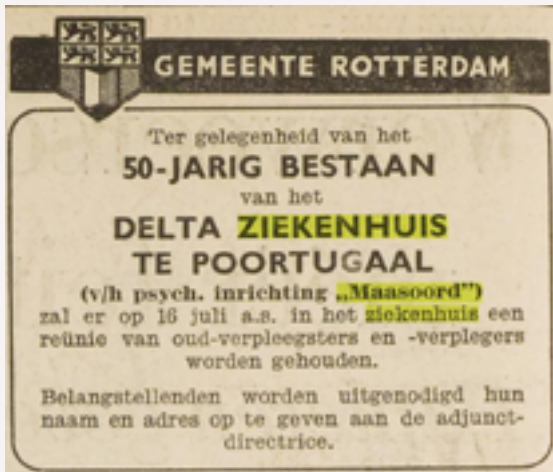 GEMEENTE ROTTERDAM
Ter gelegenheid van het
50-JARIG BESTAAN
van het
DELTA ZIEKENHUIS
TE POORTUGAAL
(v/h psych. inrichting „Maasoord”)
zal er op 16 juli a.s. in het ziekenhuis een
reünie van oud-verpleegsters en -verplegers
worden gehouden.
Belangstellenden worden uitgenodigd hun
naam en adres op te geven aan de adjunct-
directrice.